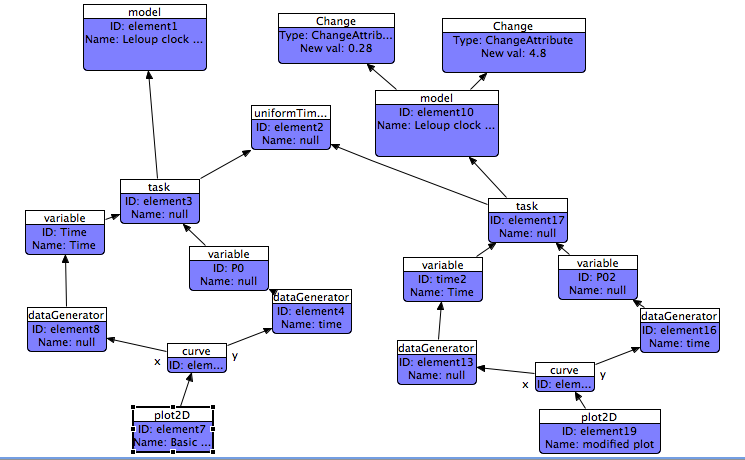 model
ID: element1
Name: Leloup clock ...
Change
Type: ChangeAttrib...
New val: 0.28
Change
Type: ChangeAttribute
New val: 4.8
model
ID: element10
Name: Leloup clock ...
uniformTim...
ID: element2
Name: null
task
ID: element3
Name: null
task
ID: element17
Name: null
variable
ID: Time
Name: Time
variable
ID: P0
Name: null
variable
ID: time2
Name: Time
variable
ID: P02
Name: null
dataGenerator
ID: element8
Name: null
dataGenerator
ID: element4
Name: time
dataGenerator
ID: element13
Name: null
dataGenerator
ID: element16
Name: time
x
curve
ID: elem...
y
x
curve
ID: elem...
y
plot2D
ID: element7
Name: Basic ...
plot2D
ID: element19
Name: modified plot